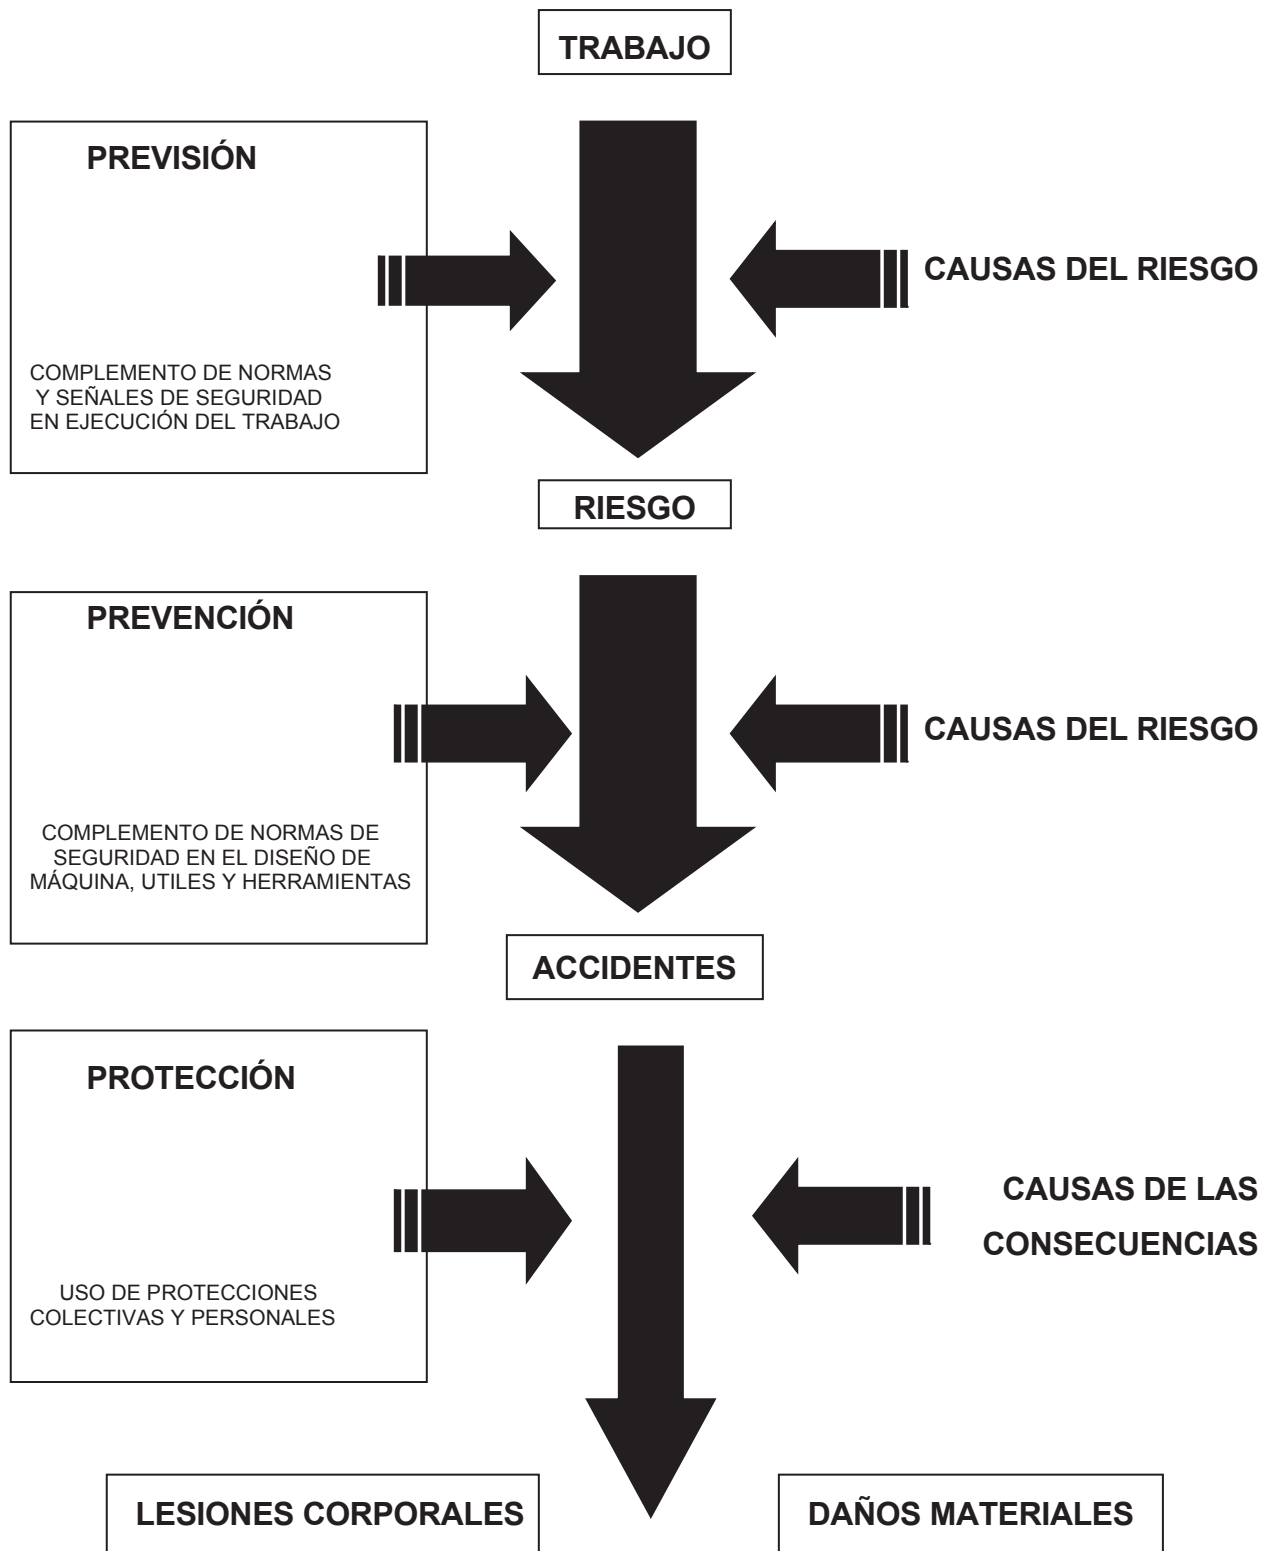 TRABAJO
PREVISIÓN
CAUSAS DEL RIESGO
COMPLEMENTO DE NORMAS
Y SEÑALES DE SEGURIDAD
EN EJECUCIÓN DEL TRABAJO
RIESGO
PREVENCIÓN
CAUSAS DEL RIESGO
COMPLEMENTO DE NORMAS DE
SEGURIDAD EN EL DISEÑO DE
MÁQUINA, UTILES Y HERRAMIENTAS
ACCIDENTES
PROTECCIÓN
CAUSAS DE LAS
CONSECUENCIAS
USO DE PROTECCIONES
COLECTIVAS Y PERSONALES
LESIONES CORPORALES
DAÑOS MATERIALES